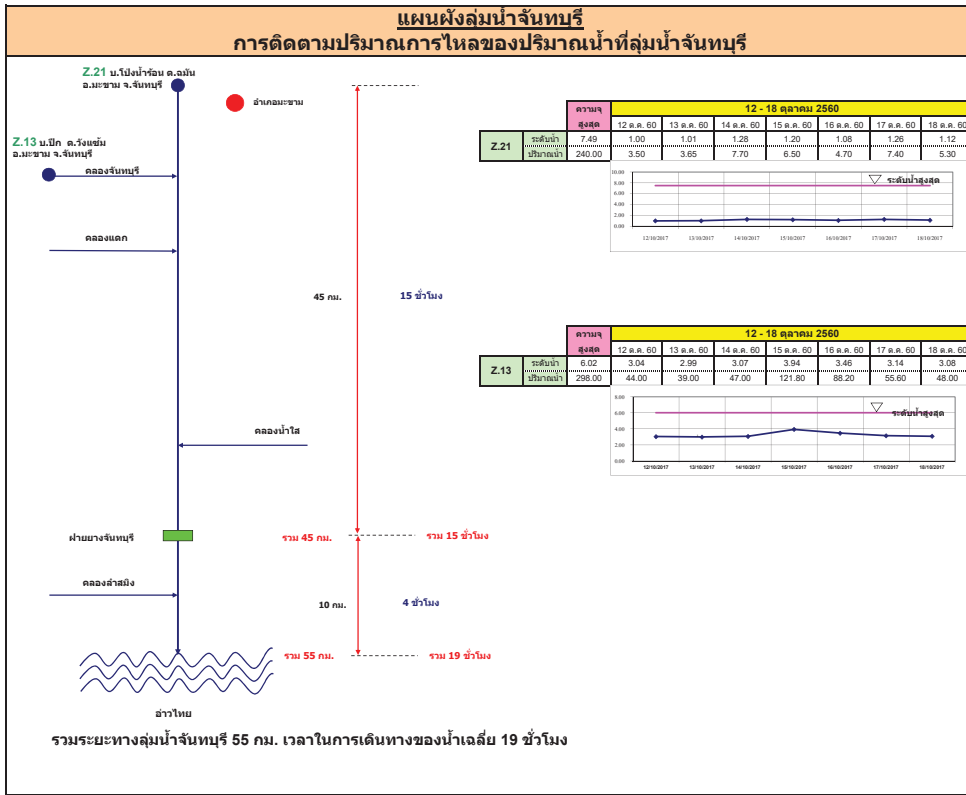 แผนผังลุ่มน้ำจันทบุรี
การติดตามปริมาณการไหลของปริมาณน้ำที่ลุ่มน้ำจันทบุรี
Z.21 บ.โป่งน้ำร้อน ต.ฉมัน
อ.มะขาม จ.จันทบุรี
อำเภอมะขาม
Z.13 บ.ปึก ต.วังแซ้ม
อ.มะขาม จ.จันทบุรี
คลองจันทบุรี
คลองแตก
45 กม. 15 ชั่วโมง
คลองน้ำใส
ฝายยางจันทบุรี รวม 45 กม. รวม 15 ชั่วโมง
คลองลำสมิง
10 กม. 4 ชั่วโมง
รวม 55 กม. รวม 19 ชั่วโมง
อ่าวไทย
รวมระยะทางลุ่มน้ำจันทบุรี 55 กม. เวลาในการเดินทางของน้ำเฉลี่ย 19 ชั่วโมง
ความจุ 12 - 18 ตุลาคม 2560
สูงสุด 12 ต.ค. 60 13 ต.ค. 60 14 ต.ค. 60 15 ต.ค. 60 16 ต.ค. 60 17 ต.ค. 60 18 ต.ค. 60
Z.21 ระดับน้ำ 7.49 1.00 1.01 1.28 1.20 1.08 1.26 1.12
ปริมาณน้ำ 240.00 3.50 3.65 7.70 6.50 4.70 7.40 5.30
10.00
8.00
6.00
4.00
2.00
0.00
ระดับน้ำสูงสุด
12/10/2017 13/10/2017 14/10/2017 15/10/2017 16/10/2017 17/10/2017 18/10/2017
ความจุ 12 - 18 ตุลาคม 2560
สูงสุด 12 ต.ค. 60 13 ต.ค. 60 14 ต.ค. 60 15 ต.ค. 60 16 ต.ค. 60 17 ต.ค. 60 18 ต.ค. 60
Z.13 ระดับน้ำ 6.02 3.04 2.99 3.07 3.94 3.46 3.14 3.08
ปริมาณน้ำ 298.00 44.00 39.00 47.00 121.80 88.20 55.60 48.00
8.00
6.00
4.00
2.00
0.00
ระดับน้ำสูงสุด
12/10/2017 13/10/2017 14/10/2017 15/10/2017 16/10/2017 17/10/2017 18/10/2017